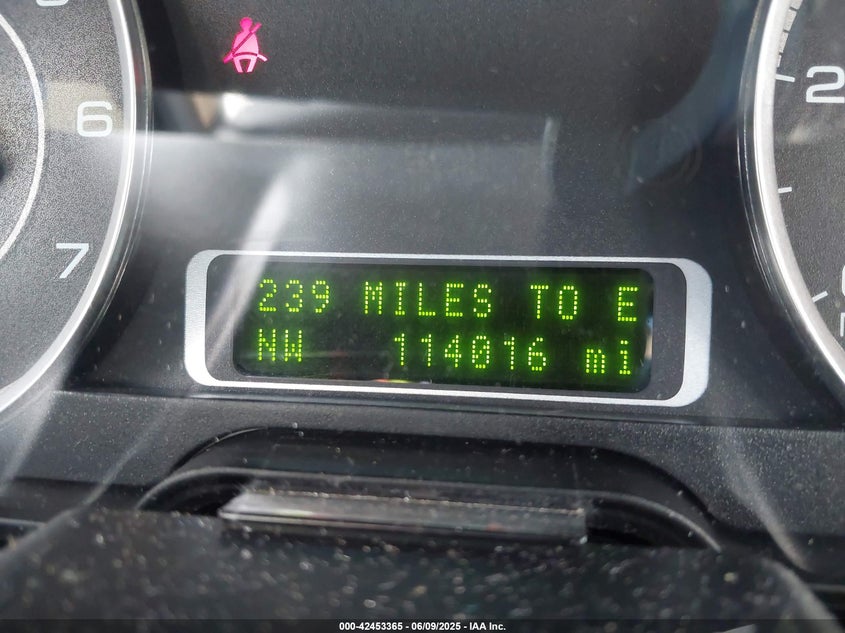 6
7
2
239 MILES TO E
NW 114016 mi
000-42453365 - 06/09/2025 - IAA Inc.